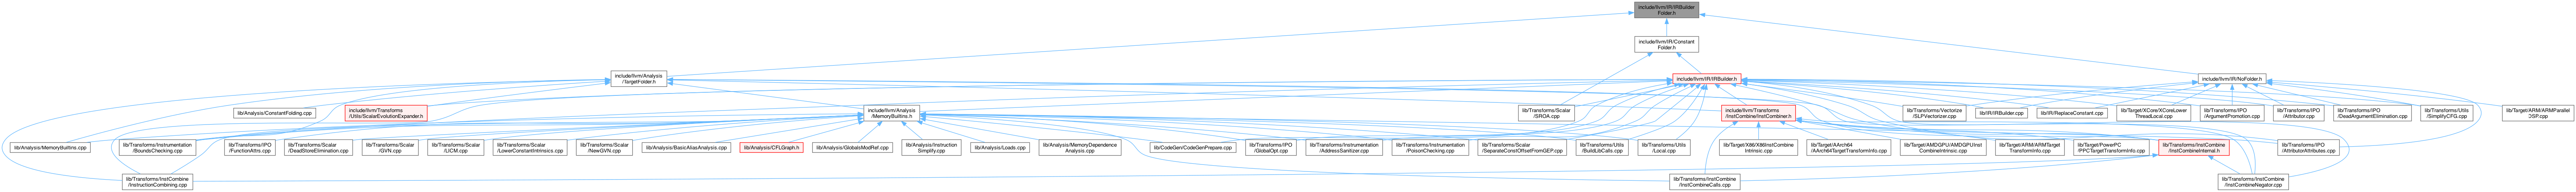 include/llvm/IR/IRBuilder
Folder.h
include/llvm/IR/Constant
Folder.h
include/llvm/Analysis
/TargetFolder.h
include/llvm/IR/IRBuilder.h
include/llvm/IR/NoFolder.h
lib/Analysis/ConstantFolding.cpp
include/llvm/Transforms
/Utils/ScalarEvolutionExpander.h
include/llvm/Analysis
/MemoryBuiltins.h
lib/Transforms/Scalar
/SROA.cpp
include/llvm/Transforms
/InstCombine/InstCombiner.h
lib/Transforms/Vectorize
/SLPVectorizer.cpp
lib/IR/IRBuilder.cpp
lib/IR/ReplaceConstant.cpp
lib/Target/XCore/XCoreLower
ThreadLocal.cpp
lib/Transforms/IPO
/ArgumentPromotion.cpp
lib/Transforms/IPO
/Attributor.cpp
lib/Transforms/IPO
/DeadArgumentElimination.cpp
lib/Transforms/Utils
/SimplifyCFG.cpp
lib/Target/ARM/ARMParallel
DSP.cpp
lib/Analysis/MemoryBuiltins.cpp
lib/Transforms/Instrumentation
/BoundsChecking.cpp
lib/Transforms/IPO
/FunctionAttrs.cpp
lib/Transforms/Scalar
/DeadStoreElimination.cpp
lib/Transforms/Scalar
/GVN.cpp
lib/Transforms/Scalar
/LICM.cpp
lib/Transforms/Scalar
/LowerConstantIntrinsics.cpp
lib/Transforms/Scalar
/NewGVN.cpp
lib/Analysis/BasicAliasAnalysis.cpp
lib/Analysis/CFLGraph.h
lib/Analysis/GlobalsModRef.cpp
lib/Analysis/Instruction
Simplify.cpp
lib/Analysis/Loads.cpp
lib/Analysis/MemoryDependence
Analysis.cpp
lib/CodeGen/CodeGenPrepare.cpp
lib/Transforms/IPO
/GlobalOpt.cpp
lib/Transforms/Instrumentation
/AddressSanitizer.cpp
lib/Transforms/Instrumentation
/PoisonChecking.cpp
lib/Transforms/Scalar
/SeparateConstOffsetFromGEP.cpp
lib/Transforms/Utils
/BuildLibCalls.cpp
lib/Transforms/Utils
/Local.cpp
lib/Target/X86/X86InstCombine
Intrinsic.cpp
lib/Target/AArch64
/AArch64TargetTransformInfo.cpp
lib/Target/AMDGPU/AMDGPUInst
CombineIntrinsic.cpp
lib/Target/ARM/ARMTarget
TransformInfo.cpp
lib/Target/PowerPC
/PPCTargetTransformInfo.cpp
lib/Transforms/InstCombine
/InstCombineInternal.h
lib/Transforms/IPO
/AttributorAttributes.cpp
lib/Transforms/InstCombine
/InstructionCombining.cpp
lib/Transforms/InstCombine
/InstCombineCalls.cpp
lib/Transforms/InstCombine
/InstCombineNegator.cpp